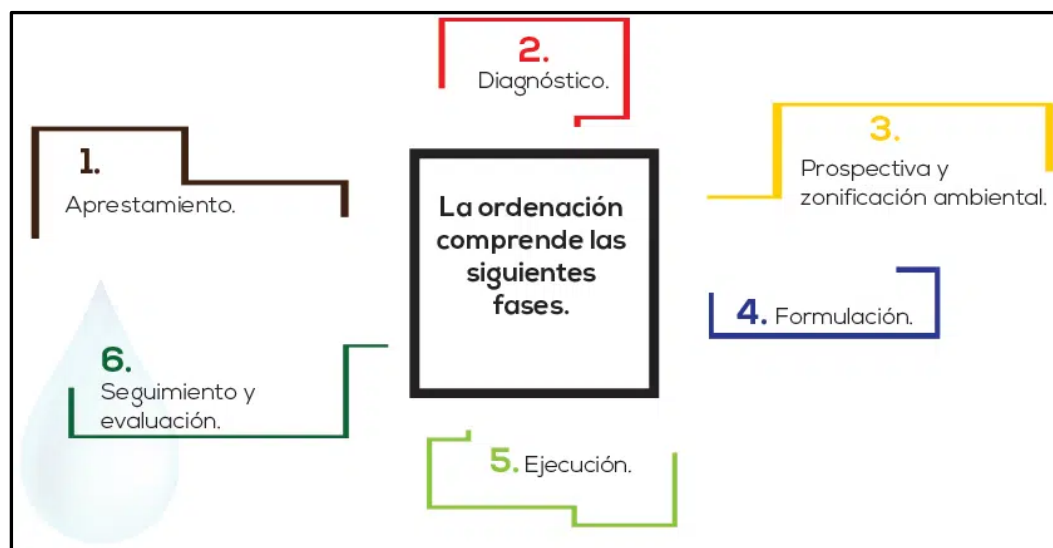 La ordenación
comprende las
siguientes
fases.
1.
Aprestamiento.
2.
Diagnóstico.
3.
Prospectiva y
zonificación ambiental.
4. Formulación.
5. Ejecución.
6.
Seguimiento y
evaluación.